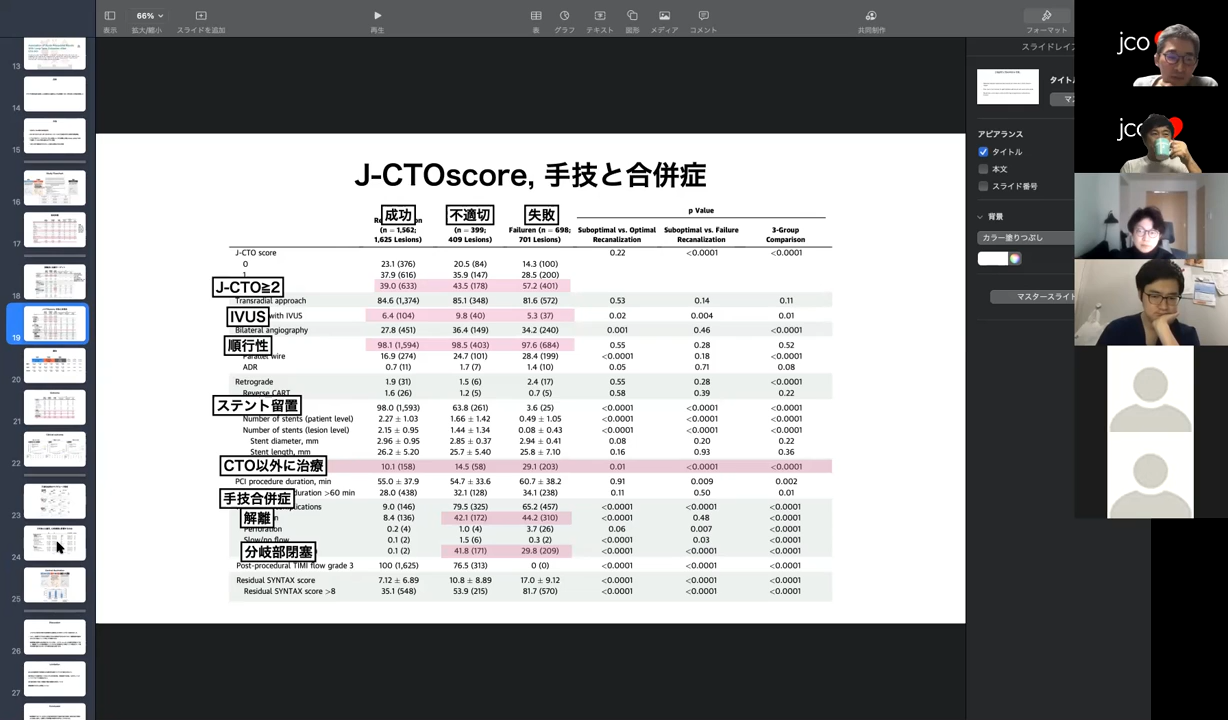 66%
表示
拡大/縮小
スライドを追加
再生
表
グラフ
テキスト
図形
メディア
コメント
共同制作
フォーマット
スライドレイ
タイト
マス
アピアランス
タイトル
本文
スライド番号
背景
カラー塗りつぶし
マスタースライド
jco
jco
13
14
15
16
17
18
19
20
21
22
23
24
25
26
27
J-CTOscore, 手技と合併症
成功 不適切 失敗 p Value
(n = 1,562; 1,625 Lesions) (n = 399; 409 Lesions) Failuren (n = 698; 701 Lesions) Suboptimal vs. Optimal Recanalization Suboptimal vs. Failure Recanalization 3-Group Comparison
J-CTO score 0.22 <0.0001 <0.0001
0 23.1 (376) 20.5 (84) 14.3 (100)
1 37.9 (616) 35.9 (147) 28.5 (200)
J-CTO≧2 39.0 (633) 43.5 (178) 57.2 (401)
Transradial approach 84.6 (1,374) 85.1 (348) 81.6 (572) 0.53 0.14 0.11
IVUS with IVUS 6.4 (104) 9.8 (40) 5.3 (37) 0.02 0.004 0.01
Bilateral angiography 27.8 (451) 36.4 (149) 34.2 (240) 0.001 0.46 <0.0001
順行性 98.1 (1,594) 98.5 (403) 97.6 (684) 0.55 0.28 0.52
Parallel wire 16.9 (274) 24.7 (101) 28.4 (199) <0.0001 0.18 <0.0001
ADR 0.7 (11) 1.7 (7) 1.4 (10) 0.05 0.71 0.08
Retrograde 1.9 (31) 1.5 (6) 2.4 (17) 0.55 0.28 <0.0001
Reverse CART 1.6 (26) 1.2 (5) 0.7 (5) 0.58 0.39 0.22
ステント留置 98.0 (1,593) 63.8 (261) 3.6 (25) <0.0001 <0.0001 <0.0001
Number of stents (patient level) 2.27 ± 1.03 1.66 ± 1.42 0.49 ± 1.05 <0.0001 <0.0001 <0.0001
Number of stents (lesion level) 2.15 ± 0.95 1.44 ± 1.34 0.08 ± 0.43 <0.0001 <0.0001 <0.0001
Stent diameter, mm 2.96 ± 0.95 2.85 ± 0.37 2.94 ± 0.41 0.08 0.20 0.22
Stent length, mm 26.2 ± 5.20 25.7 ± 5.40 25.8 ± 7.10 0.16 0.93 0.36
CTO以外に治療 10.1 (158) 14.5 (58) 29.1 (203) 0.01 <0.0001 <0.0001
PCI procedure duration, min 55.0 ± 37.9 54.7 ± 33.6 60.7 ± 38.2 0.91 0.009 0.002
手技合併症 duration >60 min 28.0 (438) 32.1 (128) 34.1 (238) 0.11 0.50 0.01
9.0 (146) 79.5 (325) 65.2 (457) <0.0001 <0.0001 <0.0001
解離 8.4 (136) 42.1 (172) 44.2 (310) <0.0001 0.48 <0.0001
Perforation 0.2 (4) 1.0 (4) 3.7 (26) 0.06 0.007 <0.0001
Slow/no flow 0.1 (2) 1.5 (6) 0.3 (2) <0.0001 0.03 <0.0001
分岐部閉塞 0.1 (2) 41.8 (171) 29.8 (209) <0.0001 <0.0001 <0.0001
Post-procedural TIMI flow grade 3 100 (1,625) 76.5 (313) 0 (0) <0.0001 <0.0001 <0.0001
Residual SYNTAX score 7.12 ± 6.89 10.8 ± 8.89 17.0 ± 9.12 <0.0001 <0.0001 <0.0001
Residual SYNTAX score >8 35.1 (548) 53.9 (215) 81.7 (570) <0.0001 <0.0001 <0.0001